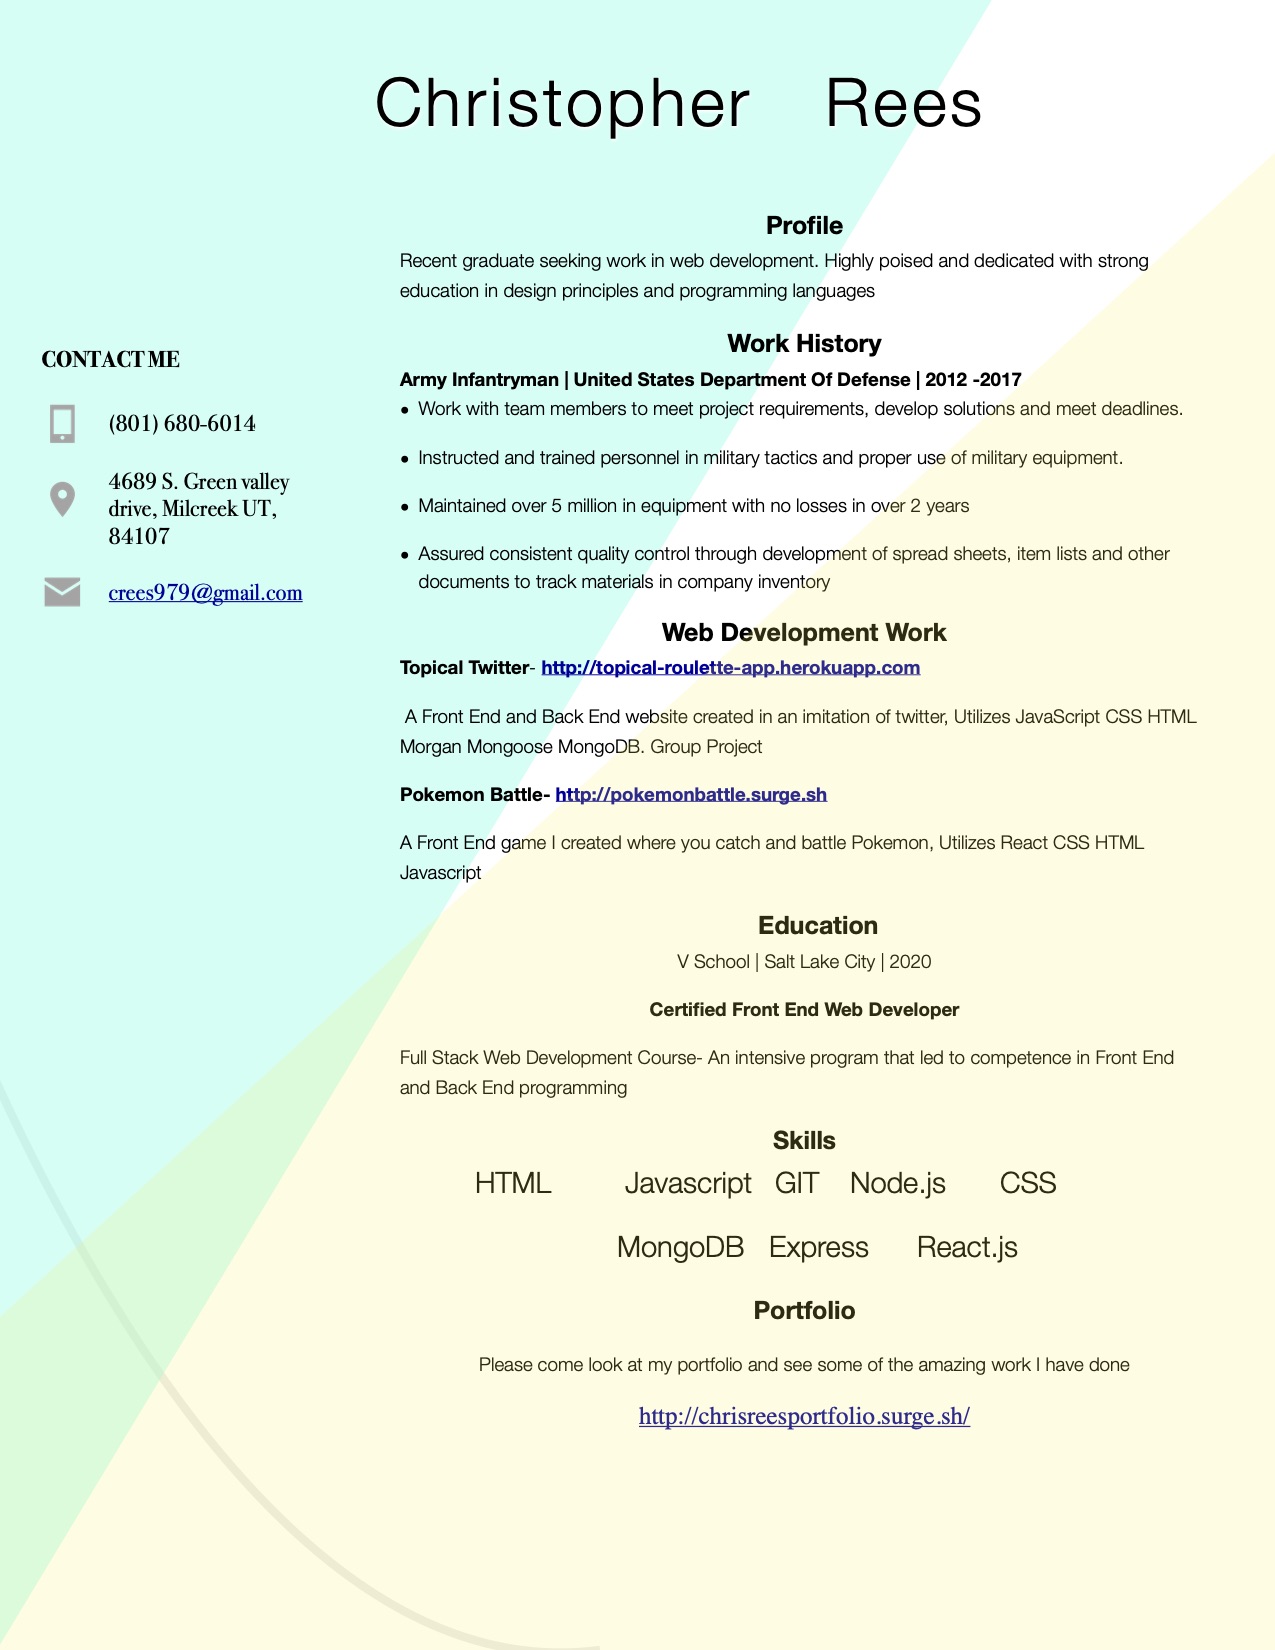 Christopher Rees
Profile
Recent graduate seeking work in web development. Highly poised and dedicated with strong
education in design principles and programming languages
CONTACT ME
(801) 680-6014
4689 S. Green valley
drive, Milcreek UT,
84107
crees979@gmail.com
Work History
Army Infantryman | United States Department Of Defense | 2012 -2017
• Work with team members to meet project requirements, develop solutions and meet deadlines.
• Instructed and trained personnel in military tactics and proper use of military equipment.
• Maintained over 5 million in equipment with no losses in over 2 years
• Assured consistent quality control through development of spread sheets, item lists and other
documents to track materials in company inventory
Web Development Work
Topical Twitter- http://topical-roulette-app.herokuapp.com
A Front End and Back End website created in an imitation of twitter, Utilizes JavaScript CSS HTML
Morgan Mongoose MongoDB. Group Project
Pokemon Battle- http://pokemonbattle.surge.sh
A Front End game I created where you catch and battle Pokemon, Utilizes React CSS HTML
Javascript
Education
V School | Salt Lake City | 2020
Certified Front End Web Developer
Full Stack Web Development Course- An intensive program that led to competence in Front End
and Back End programming
Skills
HTML Javascript GIT Node.js CSS
MongoDB Express React.js
Portfolio
Please come look at my portfolio and see some of the amazing work I have done
http://chrisreesportfolio.surge.sh/